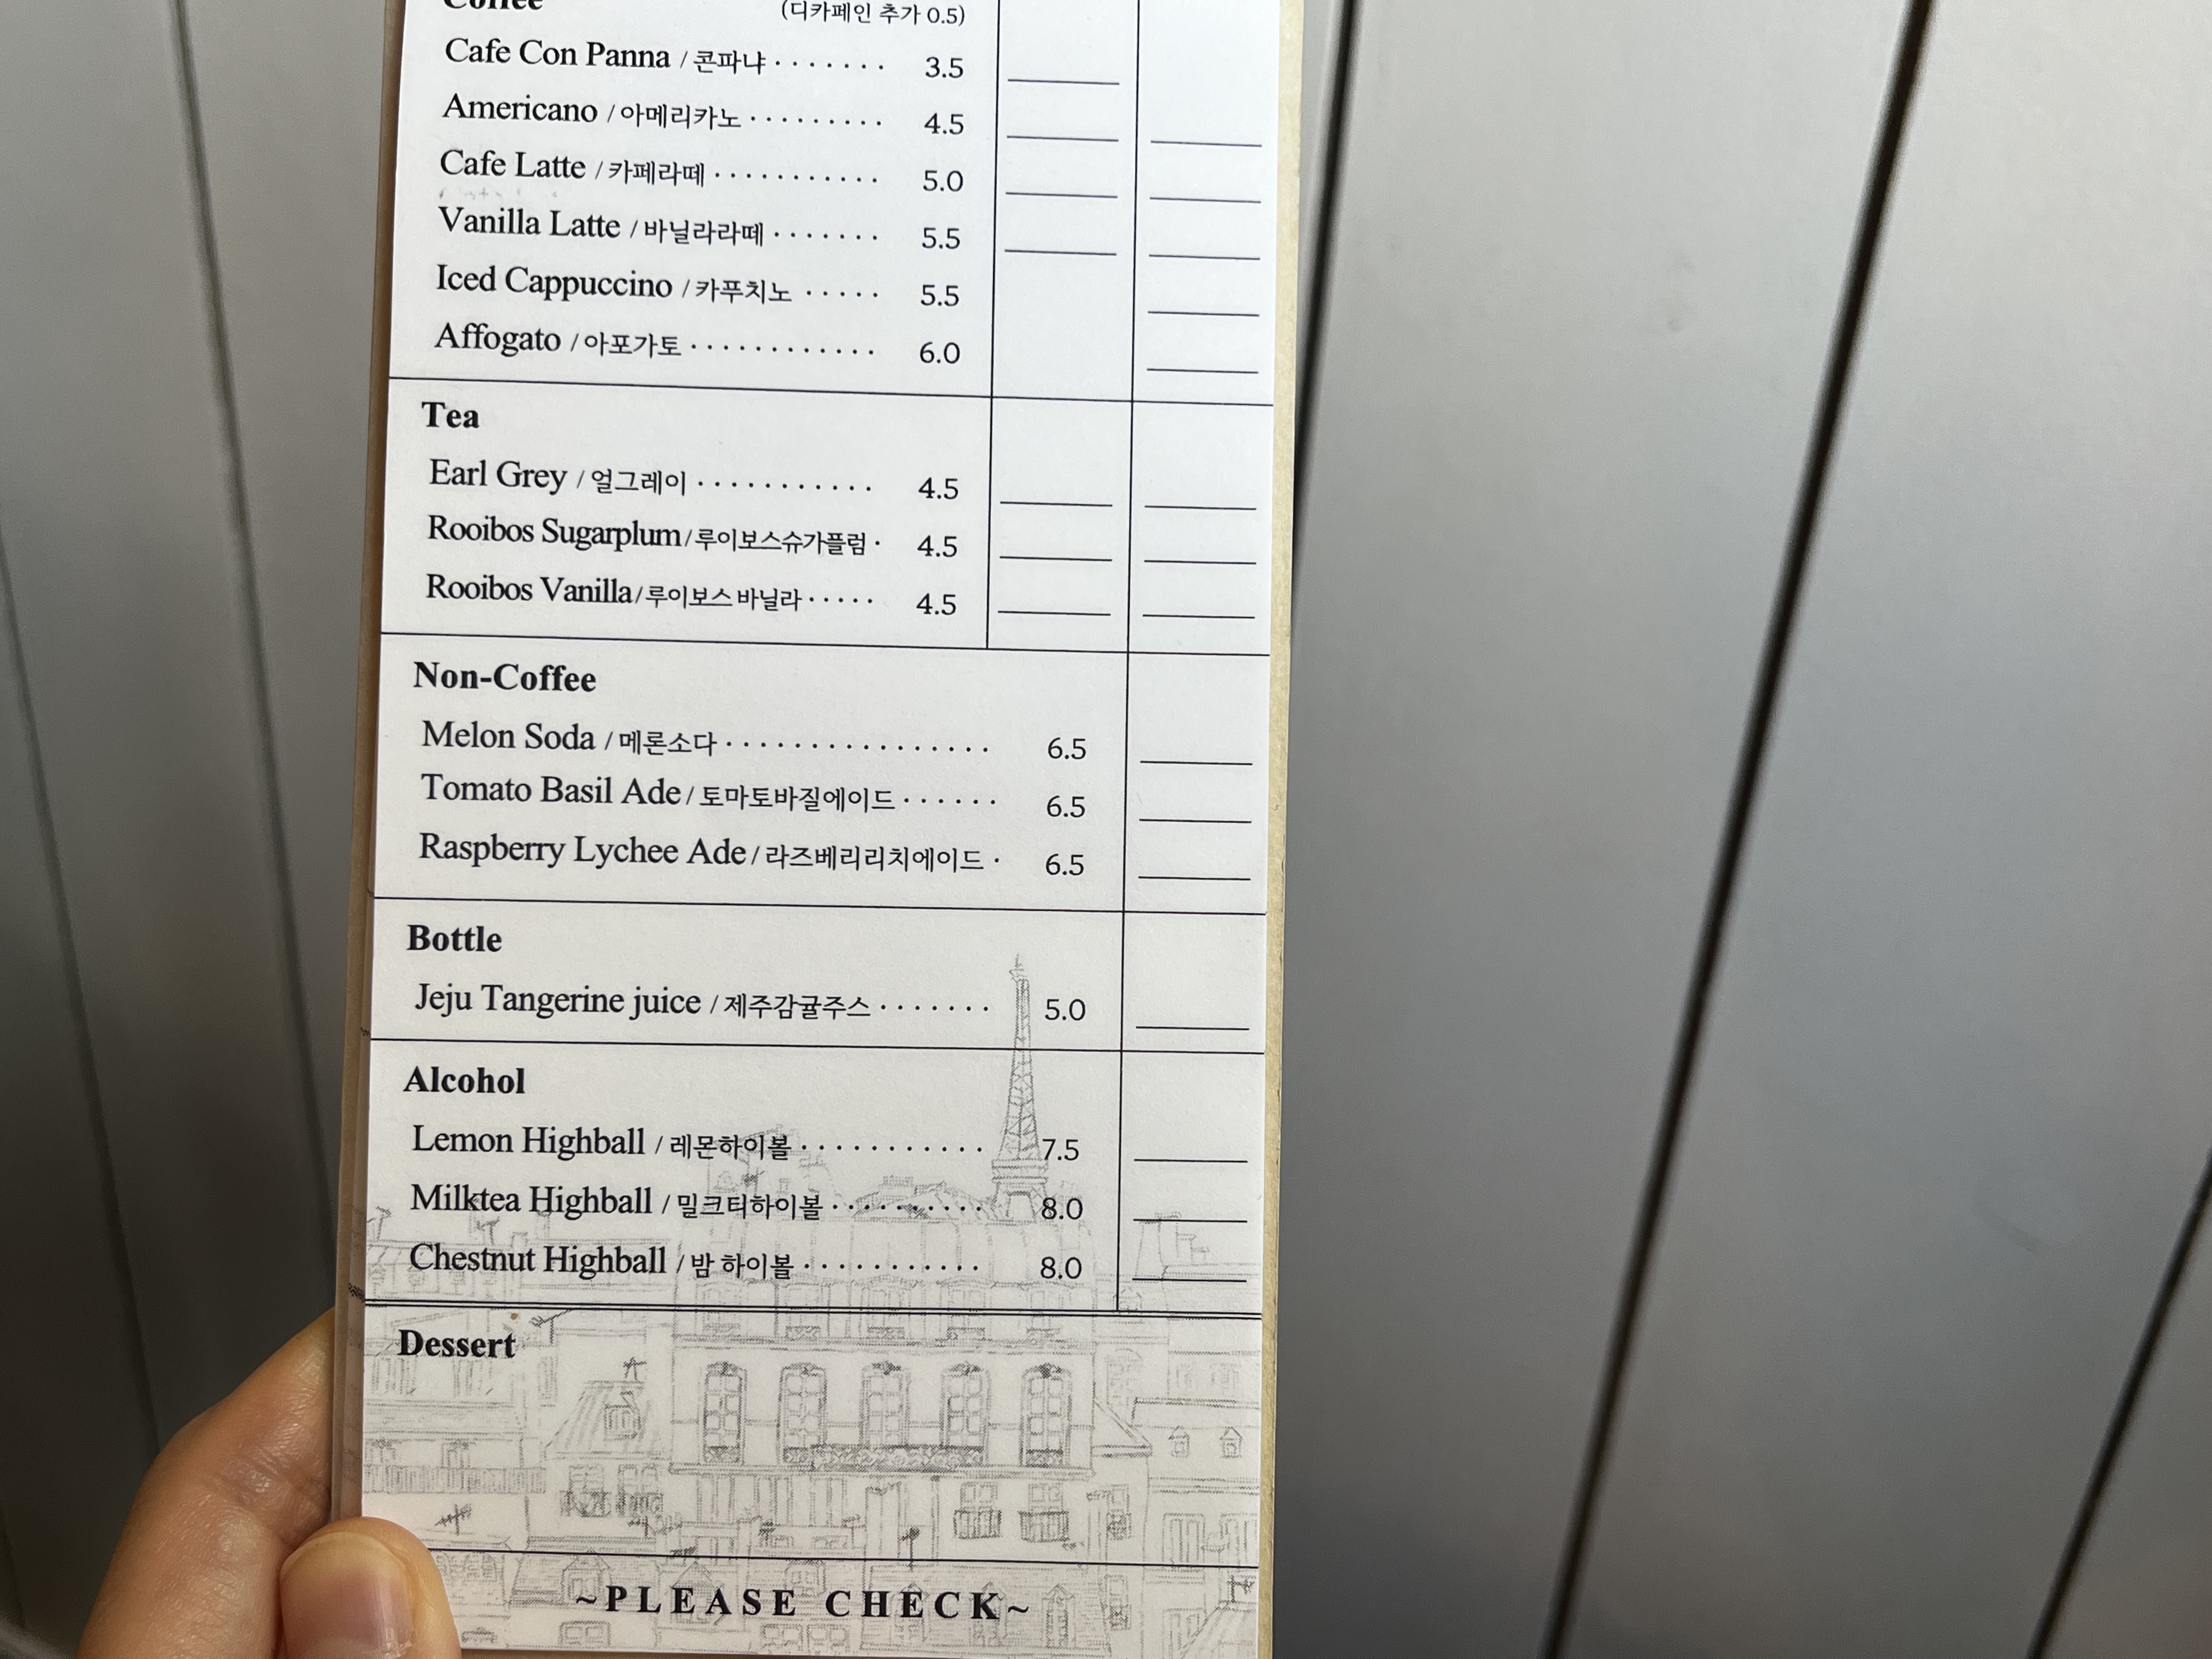 Coffee (디카페인 추가 0.5)
Cafe Con Panna / 콘파냐 · · · · · · · 3.5
Americano / 아메리카노 · · · · · · · · · 4.5
Cafe Latte / 카페라떼 · · · · · · · · · · · 5.0
Vanilla Latte / 바닐라라떼 · · · · · · · 5.5
Iced Cappuccino / 카푸치노 · · · · · 5.5
Affogato / 아포가토 · · · · · · · · · · · · 6.0
Tea
Earl Grey / 얼그레이 · · · · · · · · · · · 4.5
Rooibos Sugarplum/루이보스슈가플럼 · 4.5
Rooibos Vanilla/루이보스 바닐라 · · · · · 4.5
Non-Coffee
Melon Soda / 메론소다 · · · · · · · · · · · · · · · · 6.5
Tomato Basil Ade/ 토마토바질에이드 · · · · · · 6.5
Raspberry Lychee Ade/ 라즈베리리치에이드 · 6.5
Bottle
Jeju Tangerine juice / 제주감귤주스 · · · · · · · 5.0
Alcohol
Lemon Highball / 레몬하이볼 · · · · · · · · · · · 7.5
Milktea Highball / 밀크티하이볼 · · · · · · · · · · 8.0
Chestnut Highball / 밤 하이볼 · · · · · · · · · · · 8.0
Dessert
~PLEASE CHECK~